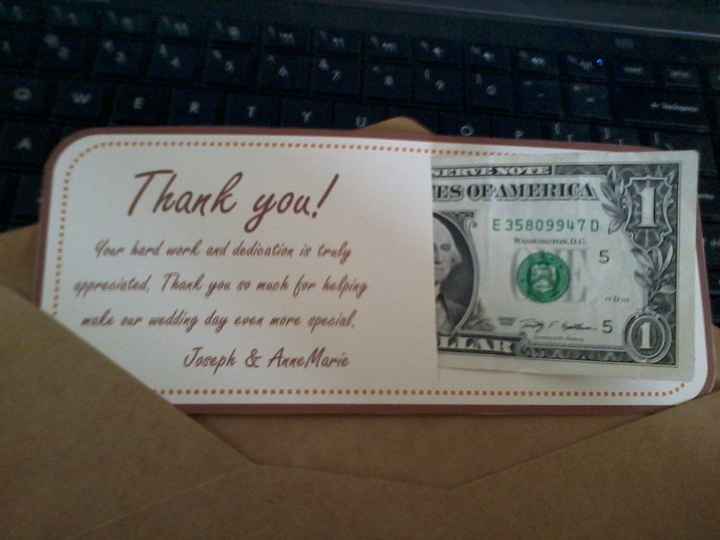 Thank you!
Your hard work and dedication is truly
appreciated. Thank you so much for helping
make our wedding day even more special.
Joseph & AnneMarie
SERVE NOTE
ES OF AMERICA
E 35809947 D
WASHINGTON, D.C.
5
5
1
1
LLAR
Q W E R T Y U O P
A